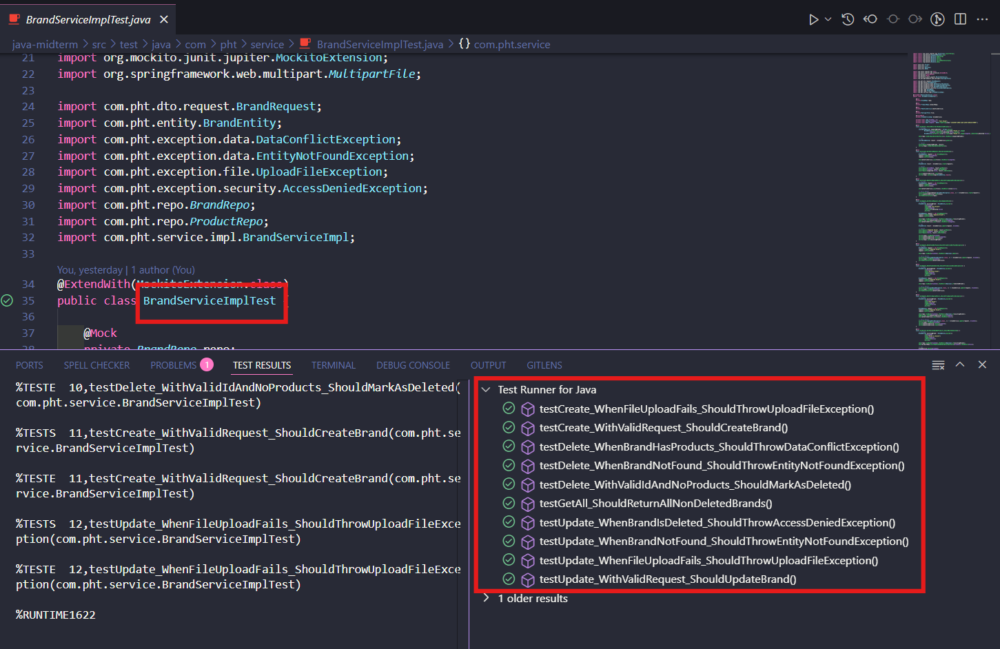 BrandServiceImplTest.java
java-midterm > src > test > java > com > pht > service > BrandServiceImplTest.java > {} com.pht.service
21 import org.mockito.junit.jupiter.MockitoExtension;
22 import org.springframework.web.multipart.MultipartFile;
23
24 import com.pht.dto.request.BrandRequest;
25 import com.pht.entity.BrandEntity;
26 import com.pht.exception.data.DataConflictException;
27 import com.pht.exception.data.EntityNotFoundException;
28 import com.pht.exception.file.UploadFileException;
29 import com.pht.exception.security.AccessDeniedException;
30 import com.pht.repo.BrandRepo;
31 import com.pht.repo.ProductRepo;
32 import com.pht.service.impl.BrandServiceImpl;
33
You, yesterday | 1 author (You)
34 @ExtendWith(MockitoExtension.class)
35 public class BrandServiceImplTest
36
37 @Mock
38 private BrandRepo repo;
PORTS SPELL CHECKER PROBLEMS 1 TEST RESULTS TERMINAL DEBUG CONSOLE OUTPUT GITLENS
%TESTE 10,testDelete_WithValidIdAndNoProducts_ShouldMarkAsDeleted(
com.pht.service.BrandServiceImplTest)
%TESTS 11,testCreate_WithValidRequest_ShouldCreateBrand(com.pht.se
rvice.BrandServiceImplTest)
%TESTE 11,testCreate_WithValidRequest_ShouldCreateBrand(com.pht.se
rvice.BrandServiceImplTest)
%TESTS 12,testUpdate_WhenFileUploadFails_ShouldThrowUploadFileExce
ption(com.pht.service.BrandServiceImplTest)
%TESTE 12,testUpdate_WhenFileUploadFails_ShouldThrowUploadFileExce
ption(com.pht.service.BrandServiceImplTest)
%RUNTIME1622
Test Runner for Java
testCreate_WhenFileUploadFails_ShouldThrowUploadFileException()
testCreate_WithValidRequest_ShouldCreateBrand()
testDelete_WhenBrandHasProducts_ShouldThrowDataConflictException()
testDelete_WhenBrandNotFound_ShouldThrowEntityNotFoundException()
testDelete_WithValidIdAndNoProducts_ShouldMarkAsDeleted()
testGetAll_ShouldReturnAllNonDeletedBrands()
testUpdate_WhenBrandIsDeleted_ShouldThrowAccessDeniedException()
testUpdate_WhenBrandNotFound_ShouldThrowEntityNotFoundException()
testUpdate_WhenFileUploadFails_ShouldThrowUploadFileException()
testUpdate_WithValidRequest_ShouldUpdateBrand()
1 older results